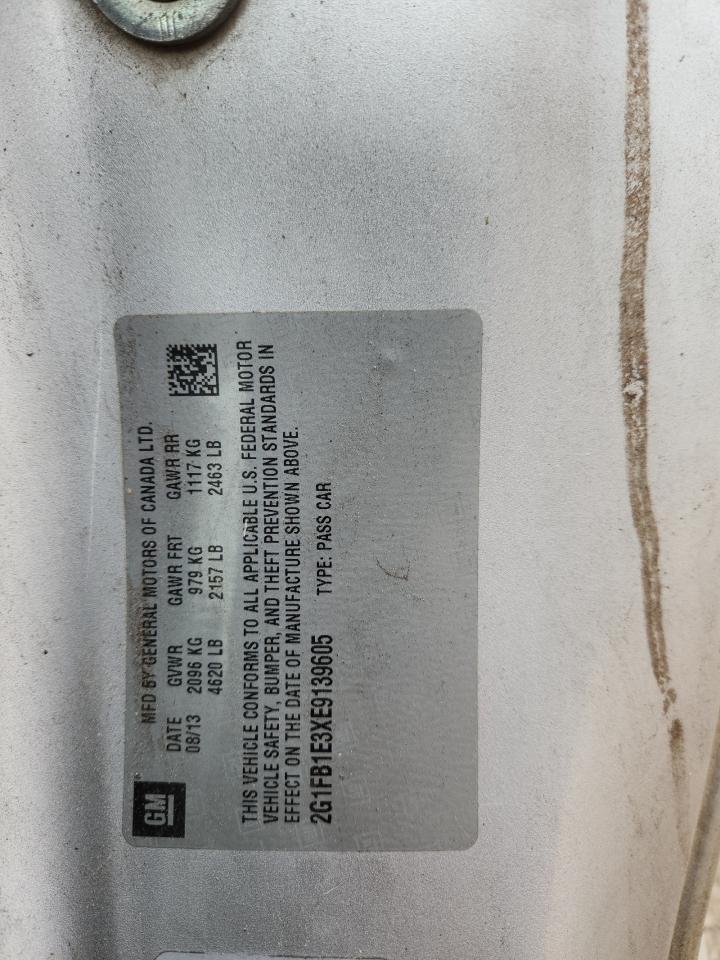 GM
MFD BY GENERAL MOTORS OF CANADA LTD.
DATE GVWR GAWR FRT GAWR RR
08/13 2096 KG 979 KG 1117 KG
4620 LB 2157 LB 2463 LB
THIS VEHICLE CONFORMS TO ALL APPLICABLE U.S. FEDERAL MOTOR
VEHICLE SAFETY, BUMPER, AND THEFT PREVENTION STANDARDS IN
EFFECT ON THE DATE OF MANUFACTURE SHOWN ABOVE.
2G1FB1E3XE9139605 TYPE: PASS CAR